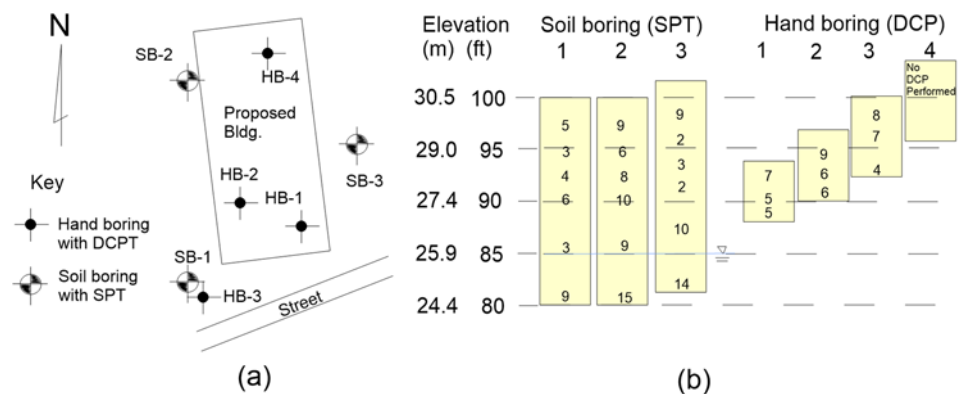 N
SB-2
HB-4
Proposed
Bldg.
SB-3
HB-2
HB-1
Key
Hand boring
with DCPT
Soil boring
with SPT
SB-1
HB-3
Street
(a)
Elevation
(m) (ft)
Soil boring (SPT)
1 2 3
Hand boring (DCP)
1 2 3 4
No
DCP
Performed
30.5 100
29.0 95
27.4 90
25.9 85
24.4 80
5
3
4
6
3
9
9
6
8
10
9
15
9
2
3
2
10
14
7
5
5
9
6
6
8
7
4
(b)